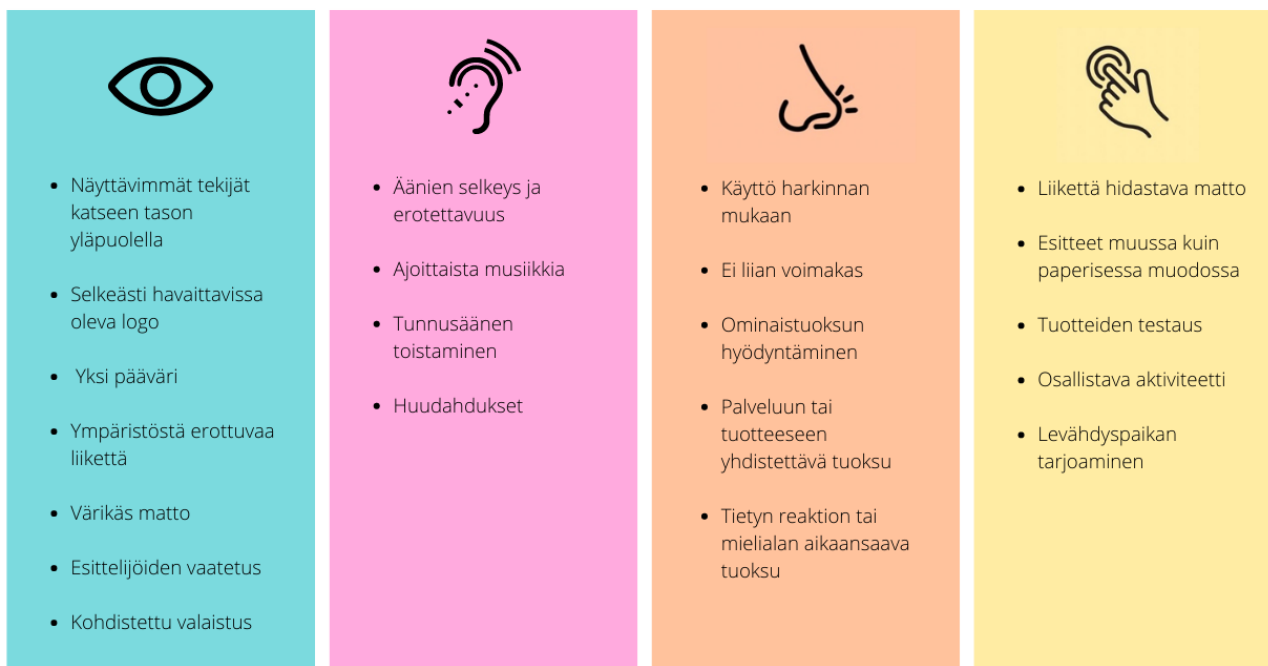 • Näyttävimmät tekijät
katseen tason
yläpuolella
• Selkeästi havaittavissa
oleva logo
• Yksi pääväri
• Ympäristöstä erottuvaa
liikettä
• Värikäs matto
• Esittelijöiden vaatetus
• Kohdistettu valaistus
• Äänien selkeys ja
erotettavuus
• Ajoittaista musiikkia
• Tunnusäänen
toistaminen
• Huudahdukset
• Käyttö harkinnan
mukaan
• Ei liian voimakas
• Ominaistuoksun
hyödyntäminen
• Palveluun tai
tuotteeseen
yhdistettävä tuoksu
• Tietyn reaktion tai
mielialan aikaansaava
tuoksu
• Liikettä hidastava matto
• Esitteet muussa kuin
paperisessa muodossa
• Tuotteiden testaus
• Osallistava aktiviteetti
• Levähdyspaikan
tarjoaminen